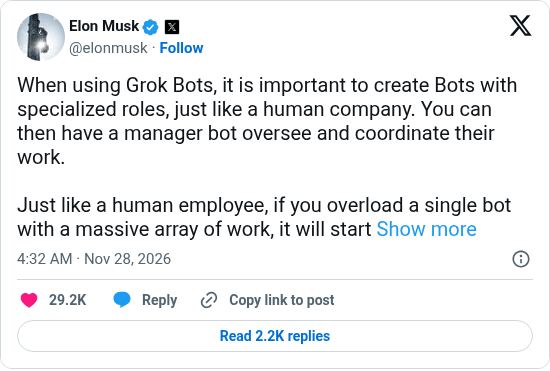 Elon Musk
@elonmusk · Follow
When using Grok Bots, it is important to create Bots with
specialized roles, just like a human company. You can
then have a manager bot oversee and coordinate their
work.
Just like a human employee, if you overload a single bot
with a massive array of work, it will start Show more
4:32 AM · Nov 28, 2026
29.2K Reply Copy link to post
Read 2.2K replies